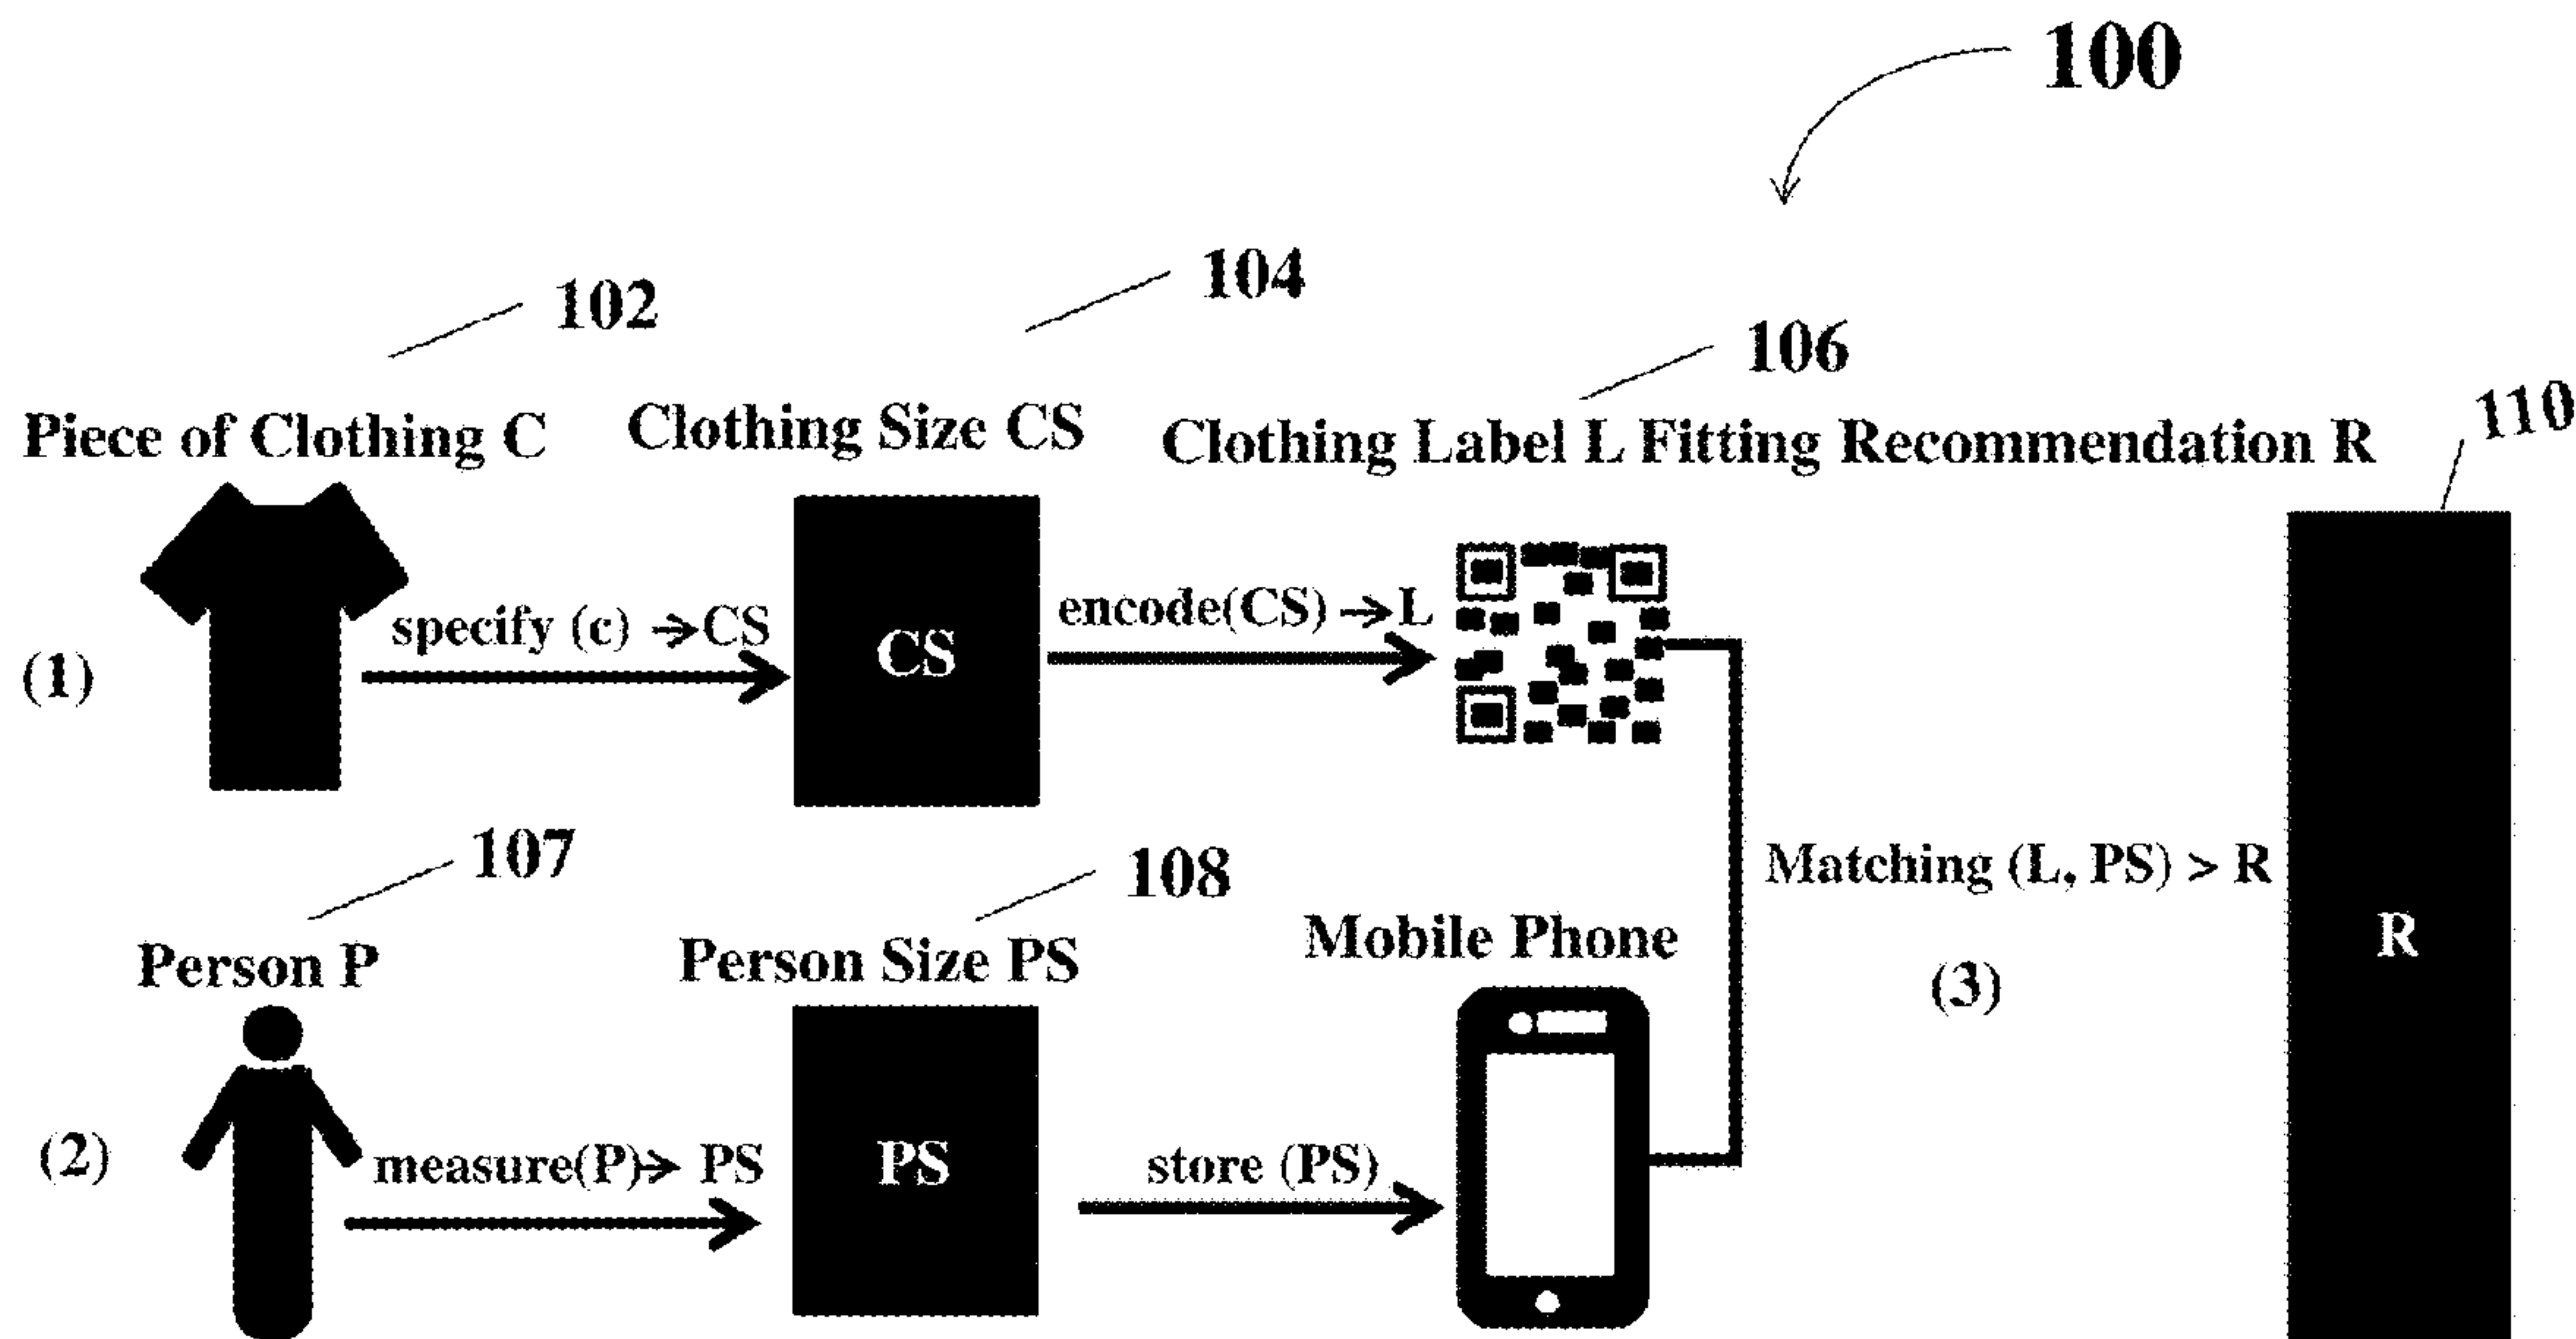 100
102
104
106
110
Piece of Clothing C
Clothing Size CS
Clothing Label L Fitting Recommendation R
(1)
specify (c) →CS
CS
encode(CS) →L
107
108
Matching (L, PS) > R
(3)
R
Person P
Person Size PS
Mobile Phone
(2)
measure(P)→ PS
PS
store (PS)